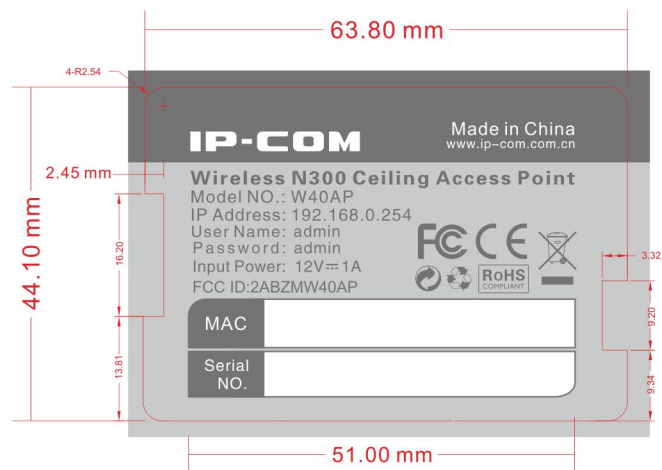 63.80 mm
4-R2.54
IP-COM
Made in China
www.ip-com.com.cn
2.45 mm
Wireless N300 Ceiling Access Point
Model NO.: W40AP
IP Address: 192.168.0.254
User Name: admin
Password: admin
Input Power: 12V⎓1A
FCC ID:2ABZMW40AP
FC CE
RoHS
COMPLIANT
44.10 mm
16.20
13.81
3.32
9.20
9.34
MAC
Serial
NO.
51.00 mm